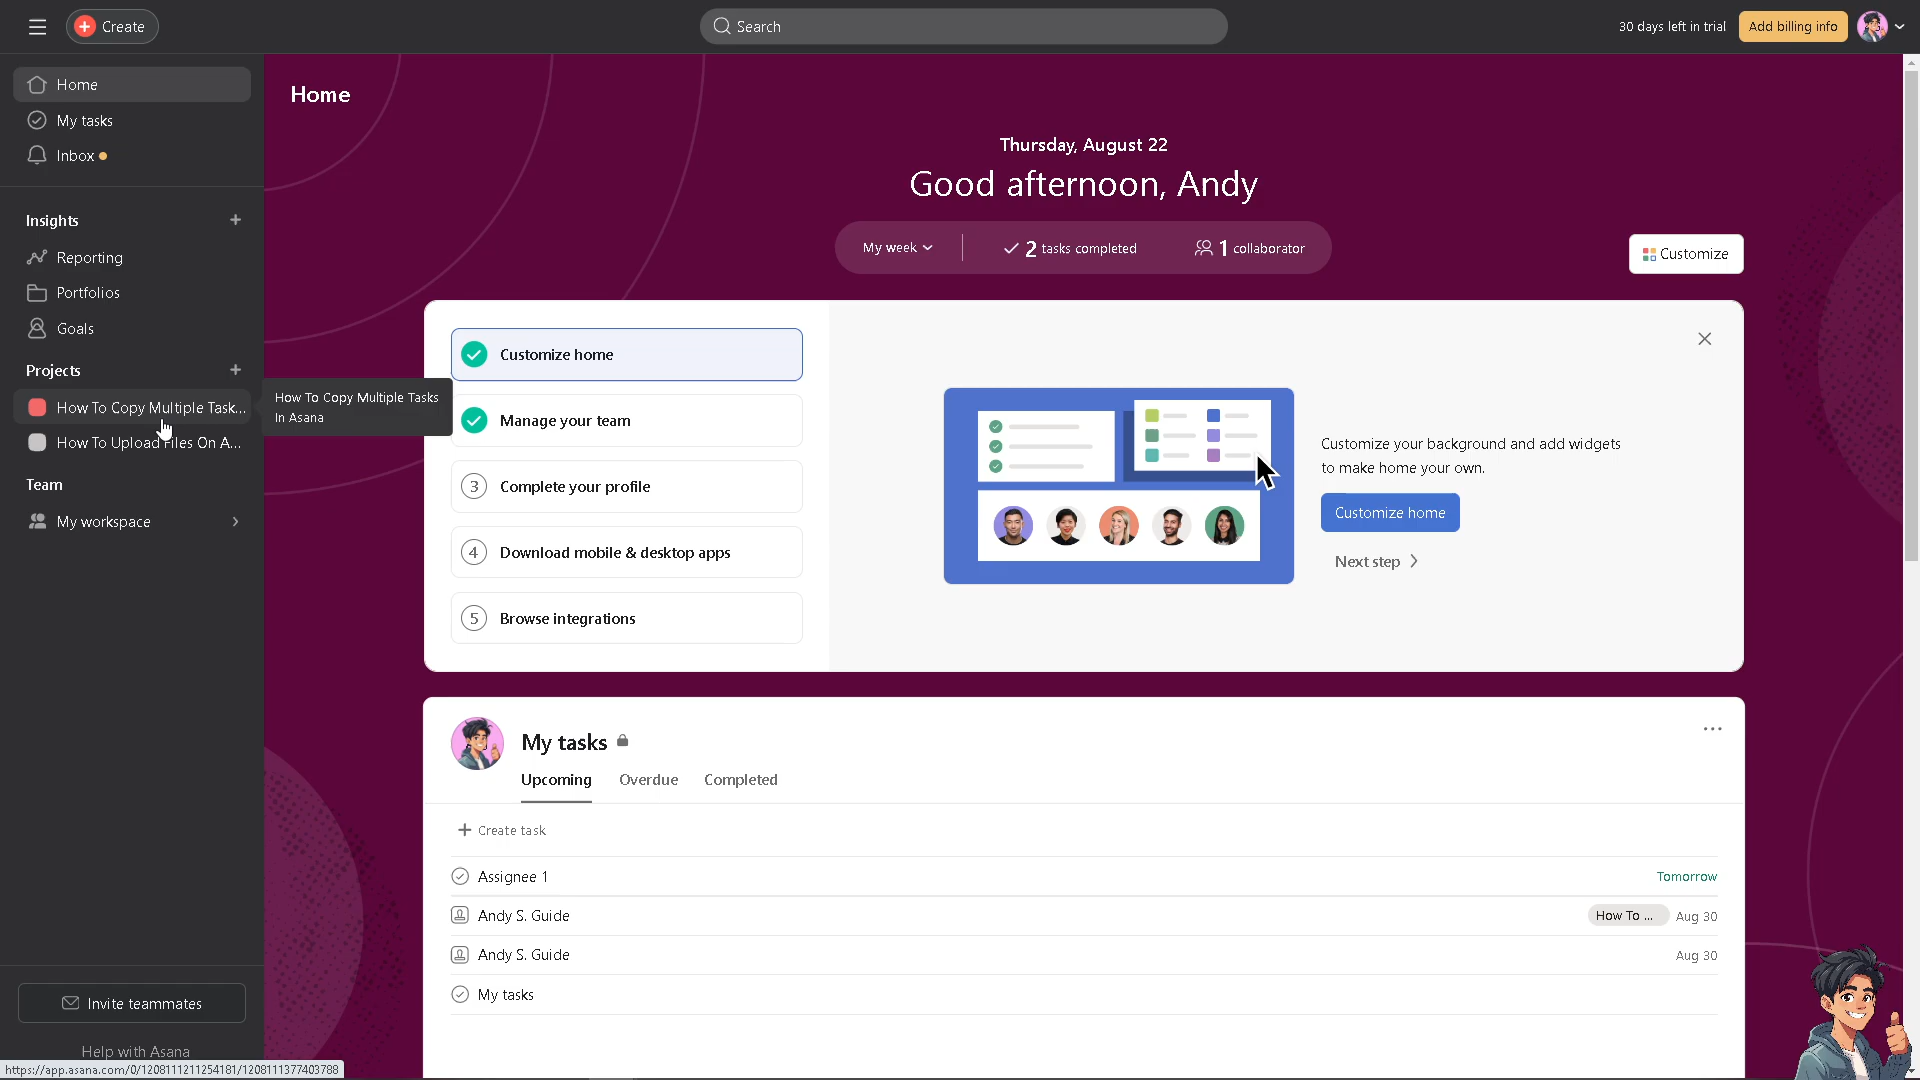 Create
Search
30 days left in trial
Add billing info
Home
My tasks
Inbox
Insights
Reporting
Portfolios
Goals
Projects
How To Copy Multiple Task...
How To Upload Files On A...
Team
My workspace
Invite teammates
Help with Asana
https://app.asana.com/0/1208111211254181/1208111377403788
How To Copy Multiple Tasks
In Asana
Home
Thursday, August 22
Good afternoon, Andy
My week
2 tasks completed
1 collaborator
Customize
Customize home
Manage your team
3 Complete your profile
4 Download mobile & desktop apps
5 Browse integrations
Customize your background and add widgets
to make home your own.
Customize home
Next step
My tasks
Upcoming
Overdue
Completed
Create task
Assignee 1
Tomorrow
Andy S. Guide
How To ...
Aug 30
Andy S. Guide
Aug 30
My tasks